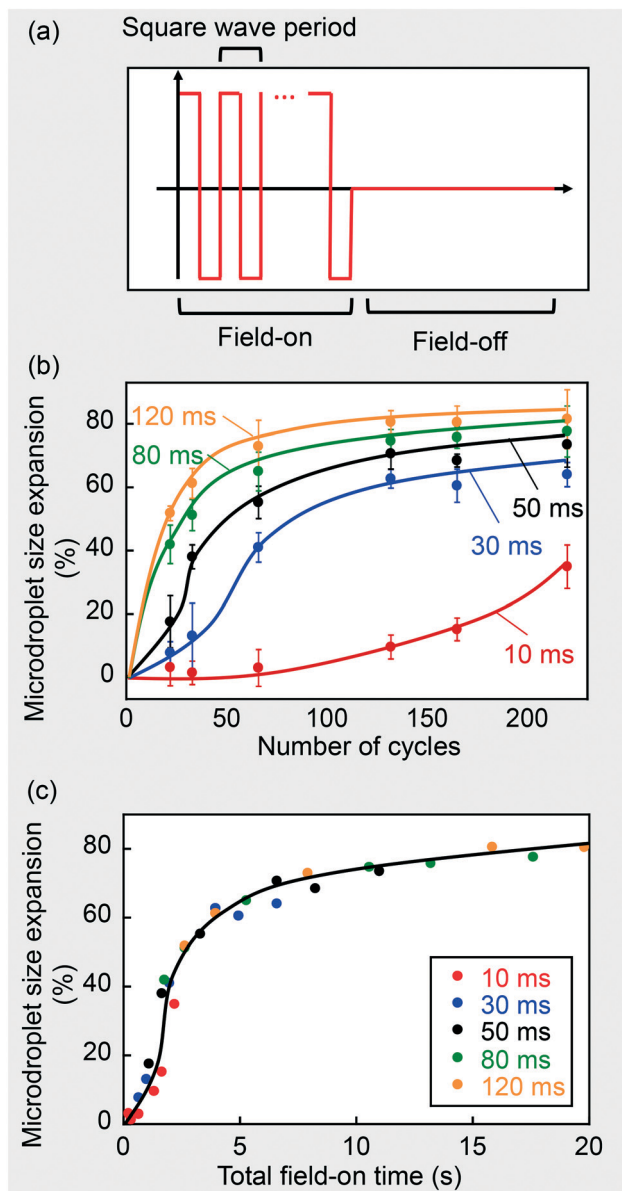 (a)
Square wave period
...
Field-on
Field-off
(b)
Microdroplet size expansion
(%)
80
60
40
20
0
120 ms
80 ms
50 ms
30 ms
10 ms
0
50
100
150
200
Number of cycles
(c)
Microdroplet size expansion
(%)
80
60
40
20
0
10 ms
30 ms
50 ms
80 ms
120 ms
0
5
10
15
20
Total field-on time (s)